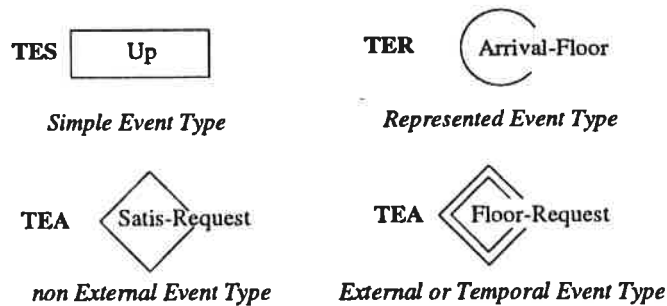 TES Up TER Arrival-Floor
Simple Event Type Represented Event Type
TEA Satis-Request TEA Floor-Request
non External Event Type External or Temporal Event Type